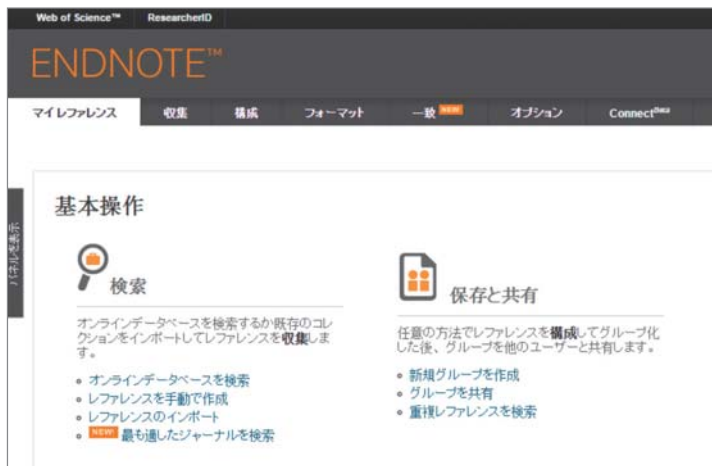 Web of Science™ ResearcherID
ENDNOTE™
マイ レファレンス 収集 構成 フォーマット 一致 NEW! オプション Connect Beta
パネルを表示
基本操作
検索
オンラインデータベースを検索するか既存のコレ
クションをインポートしてレファレンスを収集しま
す。
オンラインデータベースを検索
レファレンスを手動で作成
レファレンスのインポート
NEW! 最も適したジャーナルを検索
保存と共有
任意の方法でレファレンスを構成してグループ化
した後、グループを他のユーザーと共有します。
新規グループを作成
グループを共有
重複レファレンスを検索